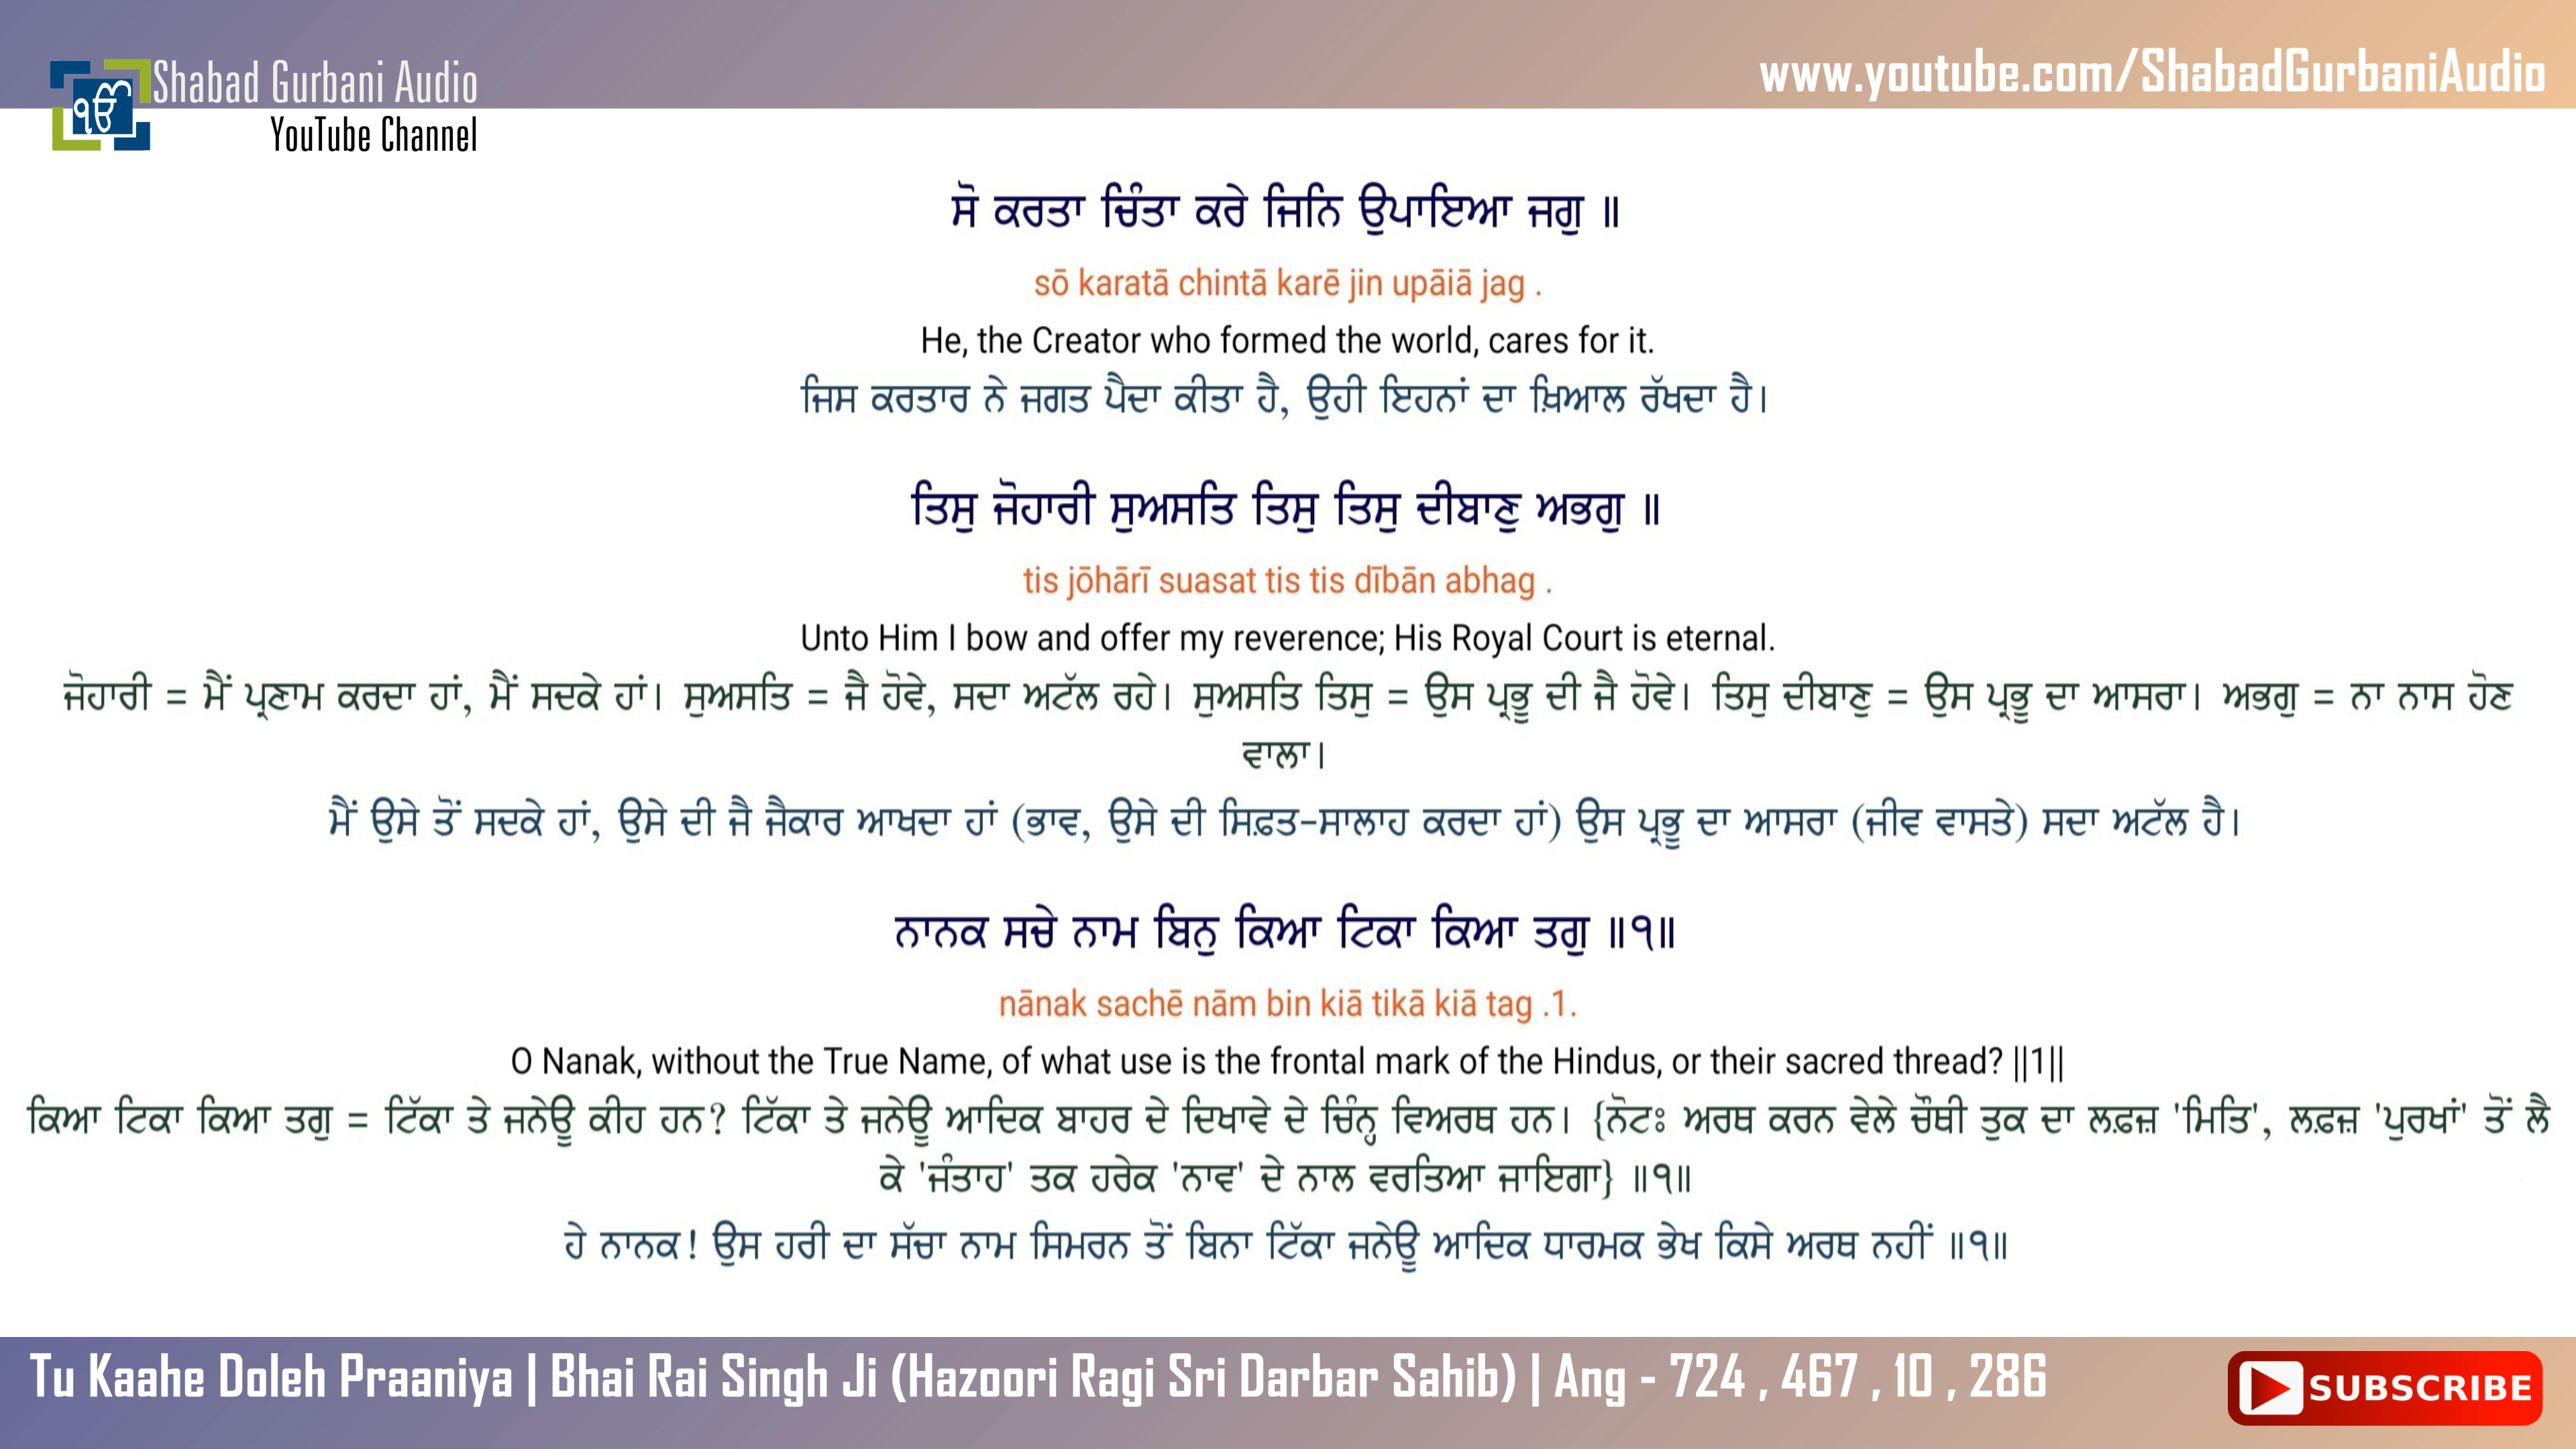 Shabad Gurbani Audio
YouTube Channel
www.youtube.com/ShabadGurbaniAudio
ੴ
ਸੋ ਕਰਤਾ ਚਿੰਤਾ ਕਰੇ ਜਿਨਿ ਉਪਾਇਆ ਜਗੁ ॥
sō karatā chintā karē jin upāiā jag .
He, the Creator who formed the world, cares for it.
ਜਿਸ ਕਰਤਾਰ ਨੇ ਜਗਤ ਪੈਦਾ ਕੀਤਾ ਹੈ, ਉਹੀ ਇਹਨਾਂ ਦਾ ਖ਼ਿਆਲ ਰੱਖਦਾ ਹੈ।
ਤਿਸੁ ਜੋਹਾਰੀ ਸੁਅਸਤਿ ਤਿਸੁ ਤਿਸੁ ਦੀਬਾਣੁ ਅਭਗੁ ॥
tis jōhārī suasat tis tis dībān abhag .
Unto Him I bow and offer my reverence; His Royal Court is eternal.
ਜੋਹਾਰੀ = ਮੈਂ ਪ੍ਰਣਾਮ ਕਰਦਾ ਹਾਂ, ਮੈਂ ਸਦਕੇ ਹਾਂ। ਸੁਅਸਤਿ = ਜੈ ਹੋਵੇ, ਸਦਾ ਅਟੱਲ ਰਹੇ। ਸੁਅਸਤਿ ਤਿਸੁ = ਉਸ ਪ੍ਰਭੂ ਦੀ ਜੈ ਹੋਵੇ। ਤਿਸੁ ਦੀਬਾਣੁ = ਉਸ ਪ੍ਰਭੂ ਦਾ ਆਸਰਾ। ਅਭਗੁ = ਨਾ ਨਾਸ ਹੋਣ
ਵਾਲਾ।
ਮੈਂ ਉਸੇ ਤੋਂ ਸਦਕੇ ਹਾਂ, ਉਸੇ ਦੀ ਜੈ ਜੈਕਾਰ ਆਖਦਾ ਹਾਂ (ਭਾਵ, ਉਸੇ ਦੀ ਸਿਫ਼ਤ-ਸਾਲਾਹ ਕਰਦਾ ਹਾਂ) ਉਸ ਪ੍ਰਭੂ ਦਾ ਆਸਰਾ (ਜੀਵ ਵਾਸਤੇ) ਸਦਾ ਅਟੱਲ ਹੈ।
ਨਾਨਕ ਸਚੇ ਨਾਮ ਬਿਨੁ ਕਿਆ ਟਿਕਾ ਕਿਆ ਤਗੁ ॥੧॥
nānak sachē nām bin kiā tikā kiā tag .1.
O Nanak, without the True Name, of what use is the frontal mark of the Hindus, or their sacred thread? ||1||
ਕਿਆ ਟਿਕਾ ਕਿਆ ਤਗੁ = ਟਿੱਕਾ ਤੇ ਜਨੇਊ ਕੀਹ ਹਨ? ਟਿੱਕਾ ਤੇ ਜਨੇਊ ਆਦਿਕ ਬਾਹਰ ਦੇ ਦਿਖਾਵੇ ਦੇ ਚਿੰਨ੍ਹ ਵਿਅਰਥ ਹਨ। {ਨੋਟਃ ਅਰਥ ਕਰਨ ਵੇਲੇ ਚੌਥੀ ਤੁਕ ਦਾ ਲਫ਼ਜ਼ 'ਮਿਤਿ', ਲਫ਼ਜ਼ 'ਪੁਰਖਾਂ' ਤੋਂ ਲੈ
ਕੇ 'ਜੰਤਾਹ' ਤਕ ਹਰੇਕ 'ਨਾਵ' ਦੇ ਨਾਲ ਵਰਤਿਆ ਜਾਇਗਾ} ॥੧॥
ਹੇ ਨਾਨਕ! ਉਸ ਹਰੀ ਦਾ ਸੱਚਾ ਨਾਮ ਸਿਮਰਨ ਤੋਂ ਬਿਨਾ ਟਿੱਕਾ ਜਨੇਊ ਆਦਿਕ ਧਾਰਮਕ ਭੇਖ ਕਿਸੇ ਅਰਥ ਨਹੀਂ ॥੧॥
Tu Kaahe Doleh Praaniya | Bhai Rai Singh Ji (Hazoori Ragi Sri Darbar Sahib) | Ang - 724 , 467 , 10 , 286
SUBSCRIBE